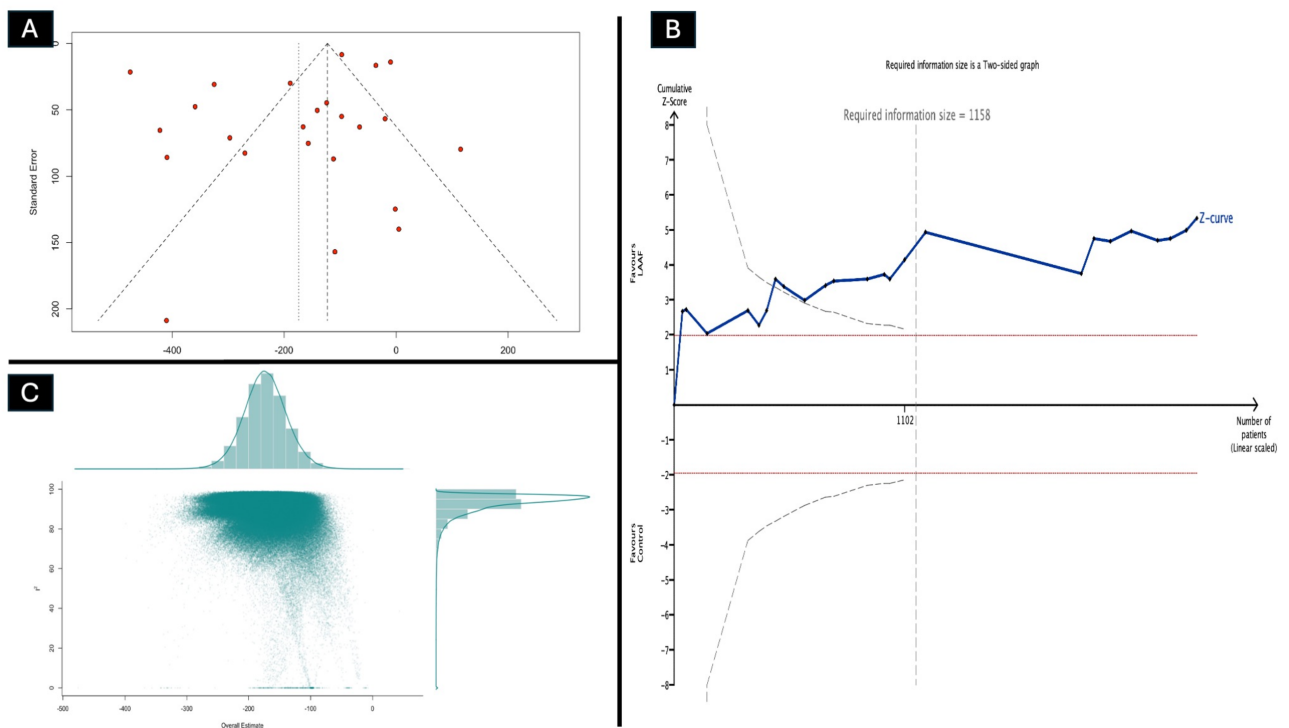 A
0
50
100
150
200
Standard Error
-400
-200
0
200
B
Required information size is a Two-sided graph
Cumulative
Z-Score
Required information size = 1158
8
7
6
5
4
3
2
1
-1
-2
-3
-4
-5
-6
-7
-8
Favours
LAAF
Favours
Control
Z-curve
1102
Number of
patients
(Linear scaled)
C
100
80
60
40
20
0
I²
-500
-400
-300
-200
-100
0
Overall Estimate